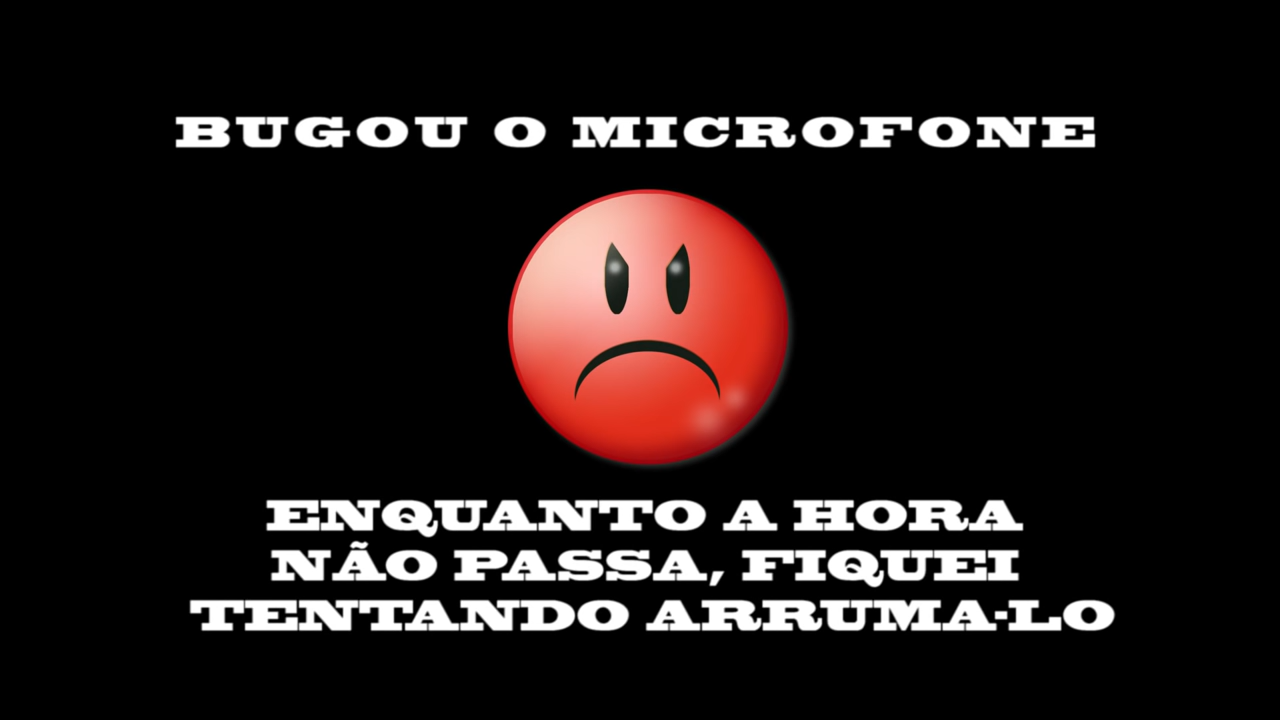 BUGOU O MICROFONE
ENQUANTO A HORA
NÃO PASSA, FIQUEI
TENTANDO ARRUMA-LO